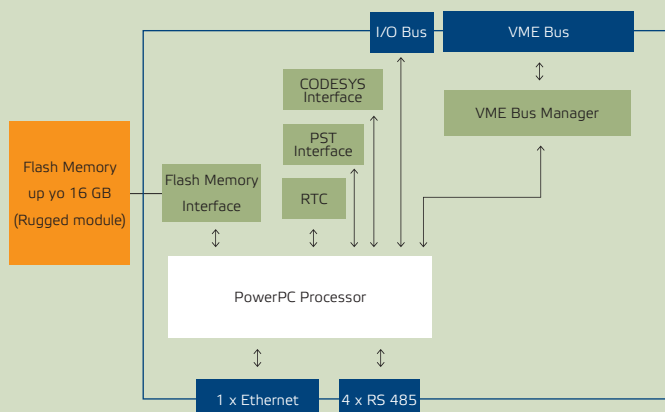 I/O Bus
VME Bus
CODESYS
Interface
VME Bus Manager
PST
Interface
Flash Memory
up yo 16 GB
(Rugged module)
Flash Memory
Interface
RTC
PowerPC Processor
1 x Ethernet
4 x RS 485